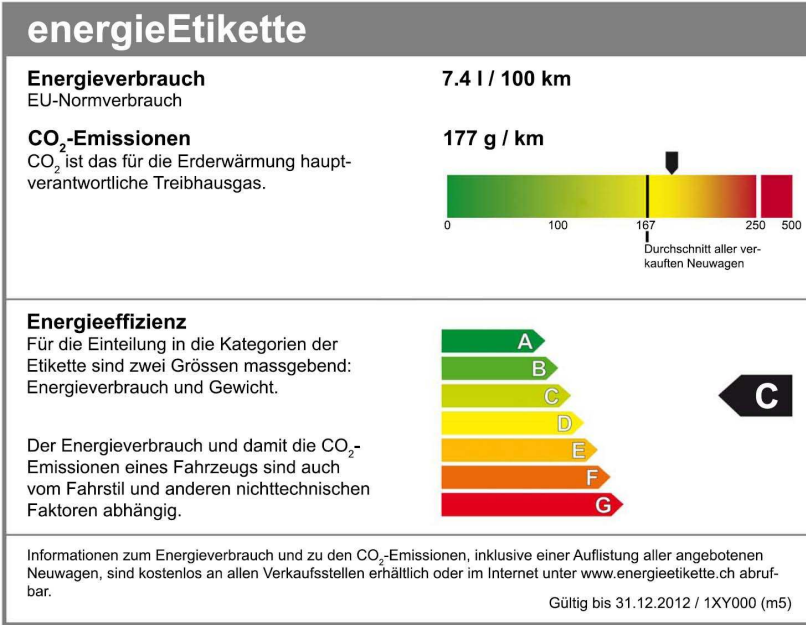 energieEtikette
Energieverbrauch
EU-Normverbrauch
7.4 l / 100 km
CO₂-Emissionen
CO₂ ist das für die Erderwärmung haupt-
verantwortliche Treibhausgas.
177 g / km
0 100 167 250 500
Durchschnitt aller ver-
kauften Neuwagen
Energieeffizienz
Für die Einteilung in die Kategorien der
Etikette sind zwei Grössen massgebend:
Energieverbrauch und Gewicht.
Der Energieverbrauch und damit die CO₂-
Emissionen eines Fahrzeugs sind auch
vom Fahrstil und anderen nichttechnischen
Faktoren abhängig.
A
B
C
D
E
F
G
C
Informationen zum Energieverbrauch und zu den CO₂-Emissionen, inklusive einer Auflistung aller angebotenen
Neuwagen, sind kostenlos an allen Verkaufsstellen erhältlich oder im Internet unter www.energieetikette.ch abruf-
bar.
Gültig bis 31.12.2012 / 1XY000 (m5)